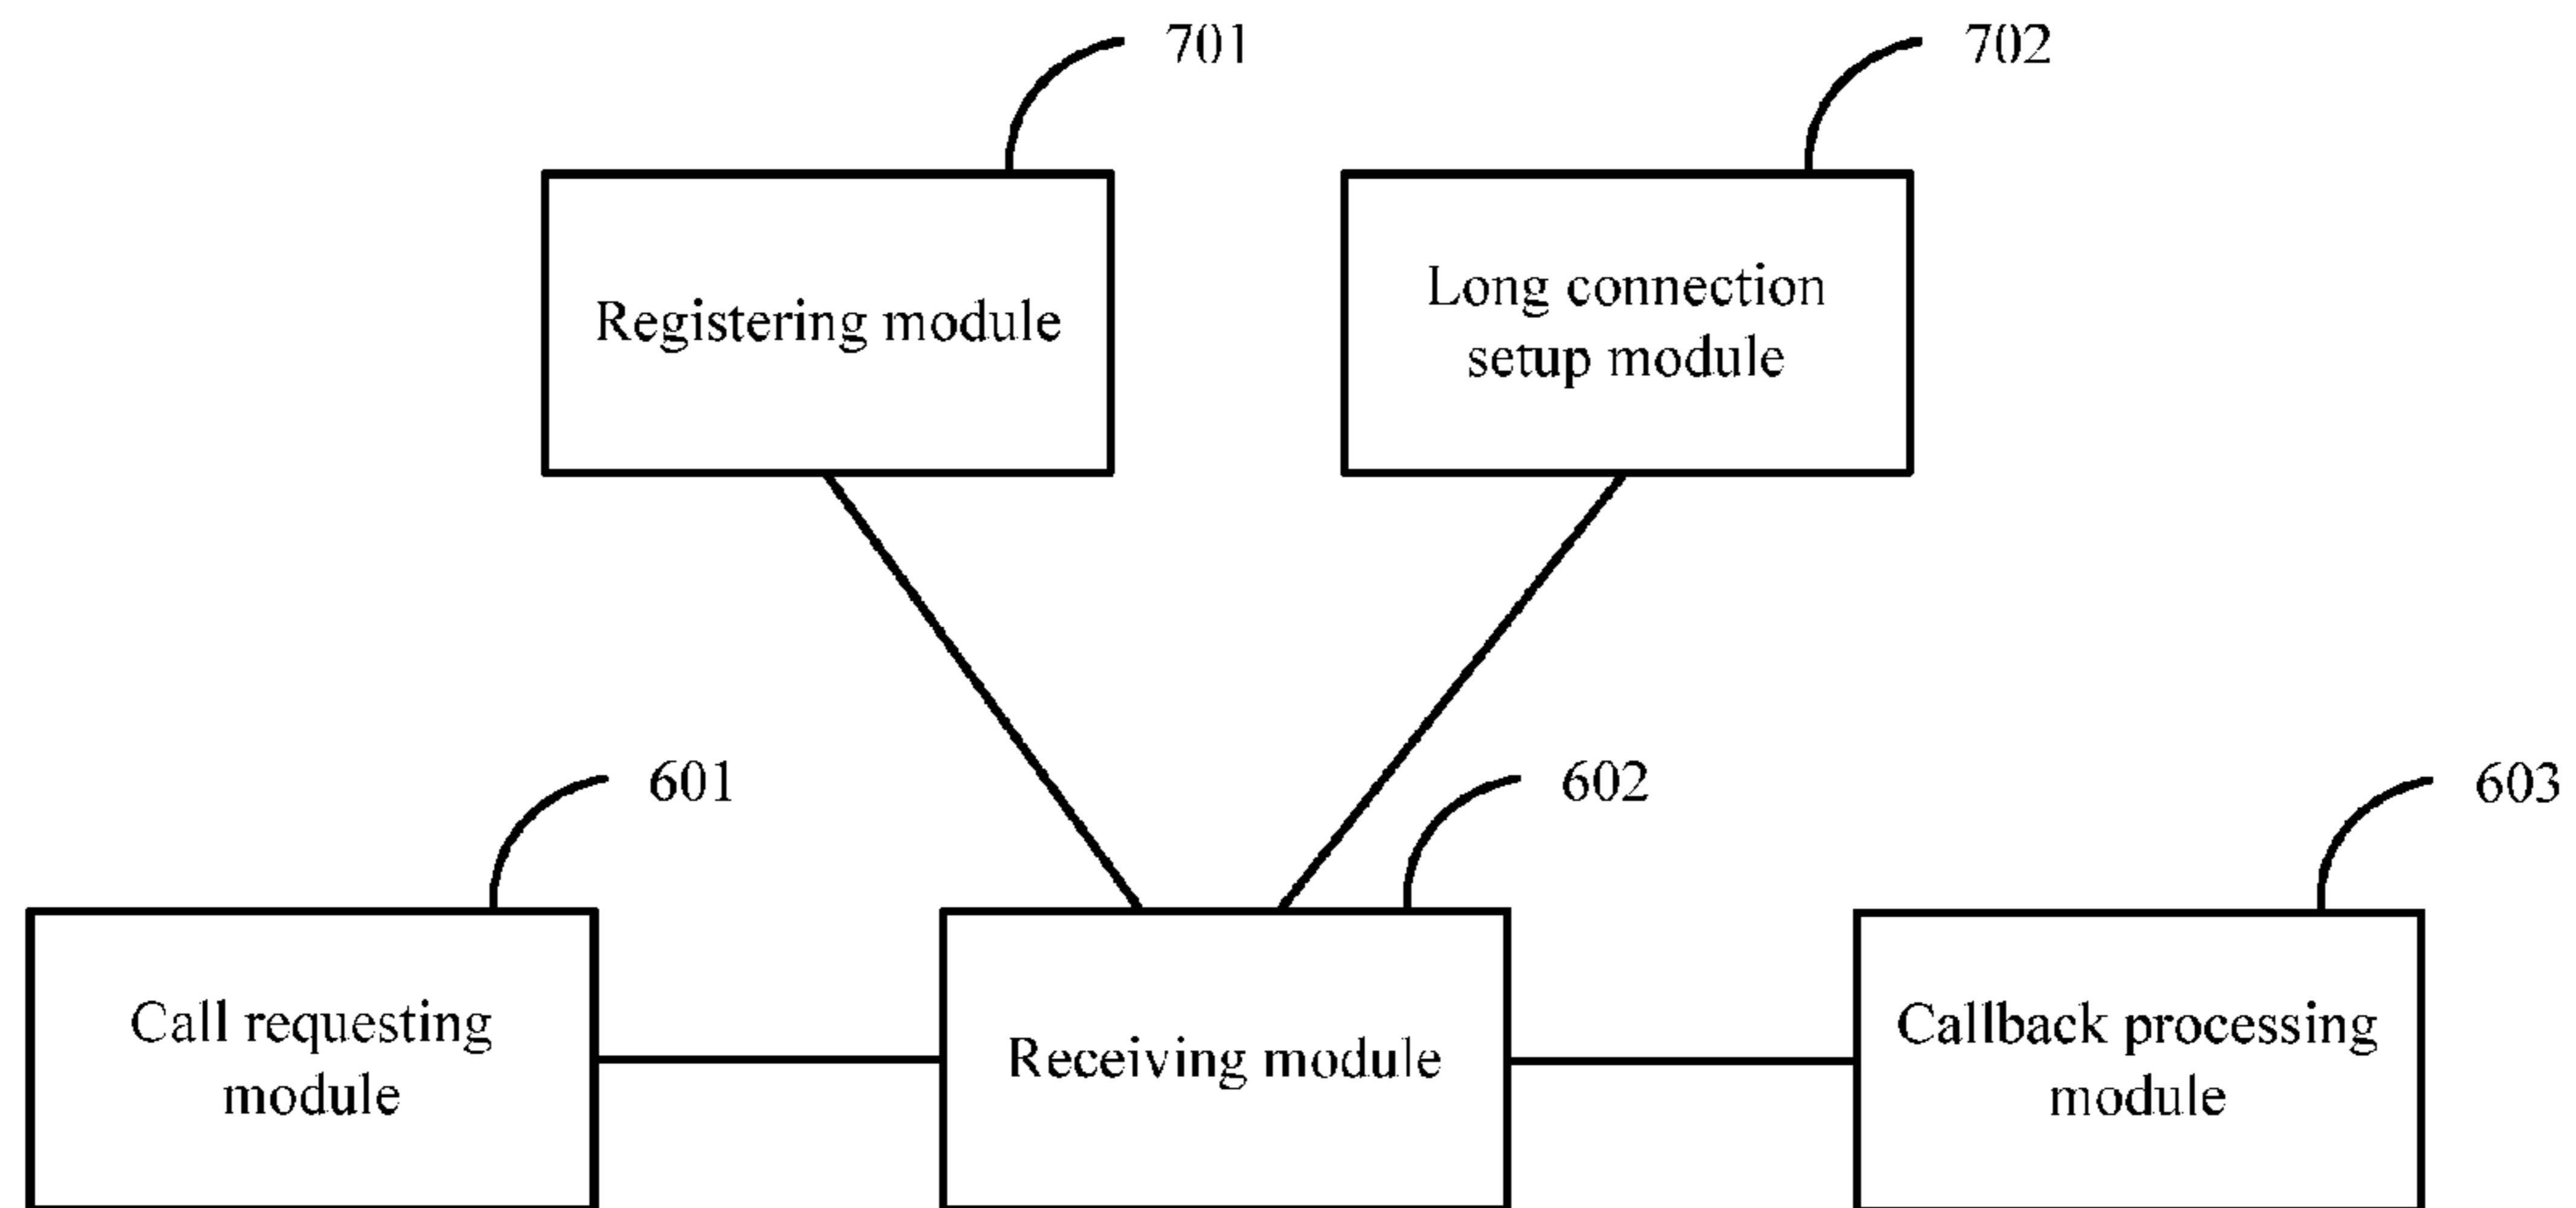 701
702
Registering module
Long connection
setup module
601
602
603
Call requesting
module
Receiving module
Callback processing
module